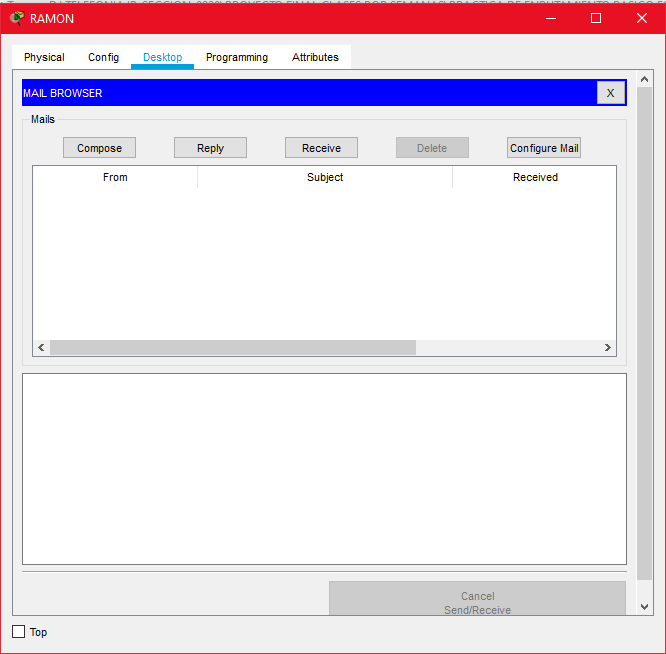 RAMON
Physical Config Desktop Programming Attributes
MAIL BROWSER X
Mails
Compose Reply Receive Delete Configure Mail
From Subject Received
Cancel
Send/Receive
Top